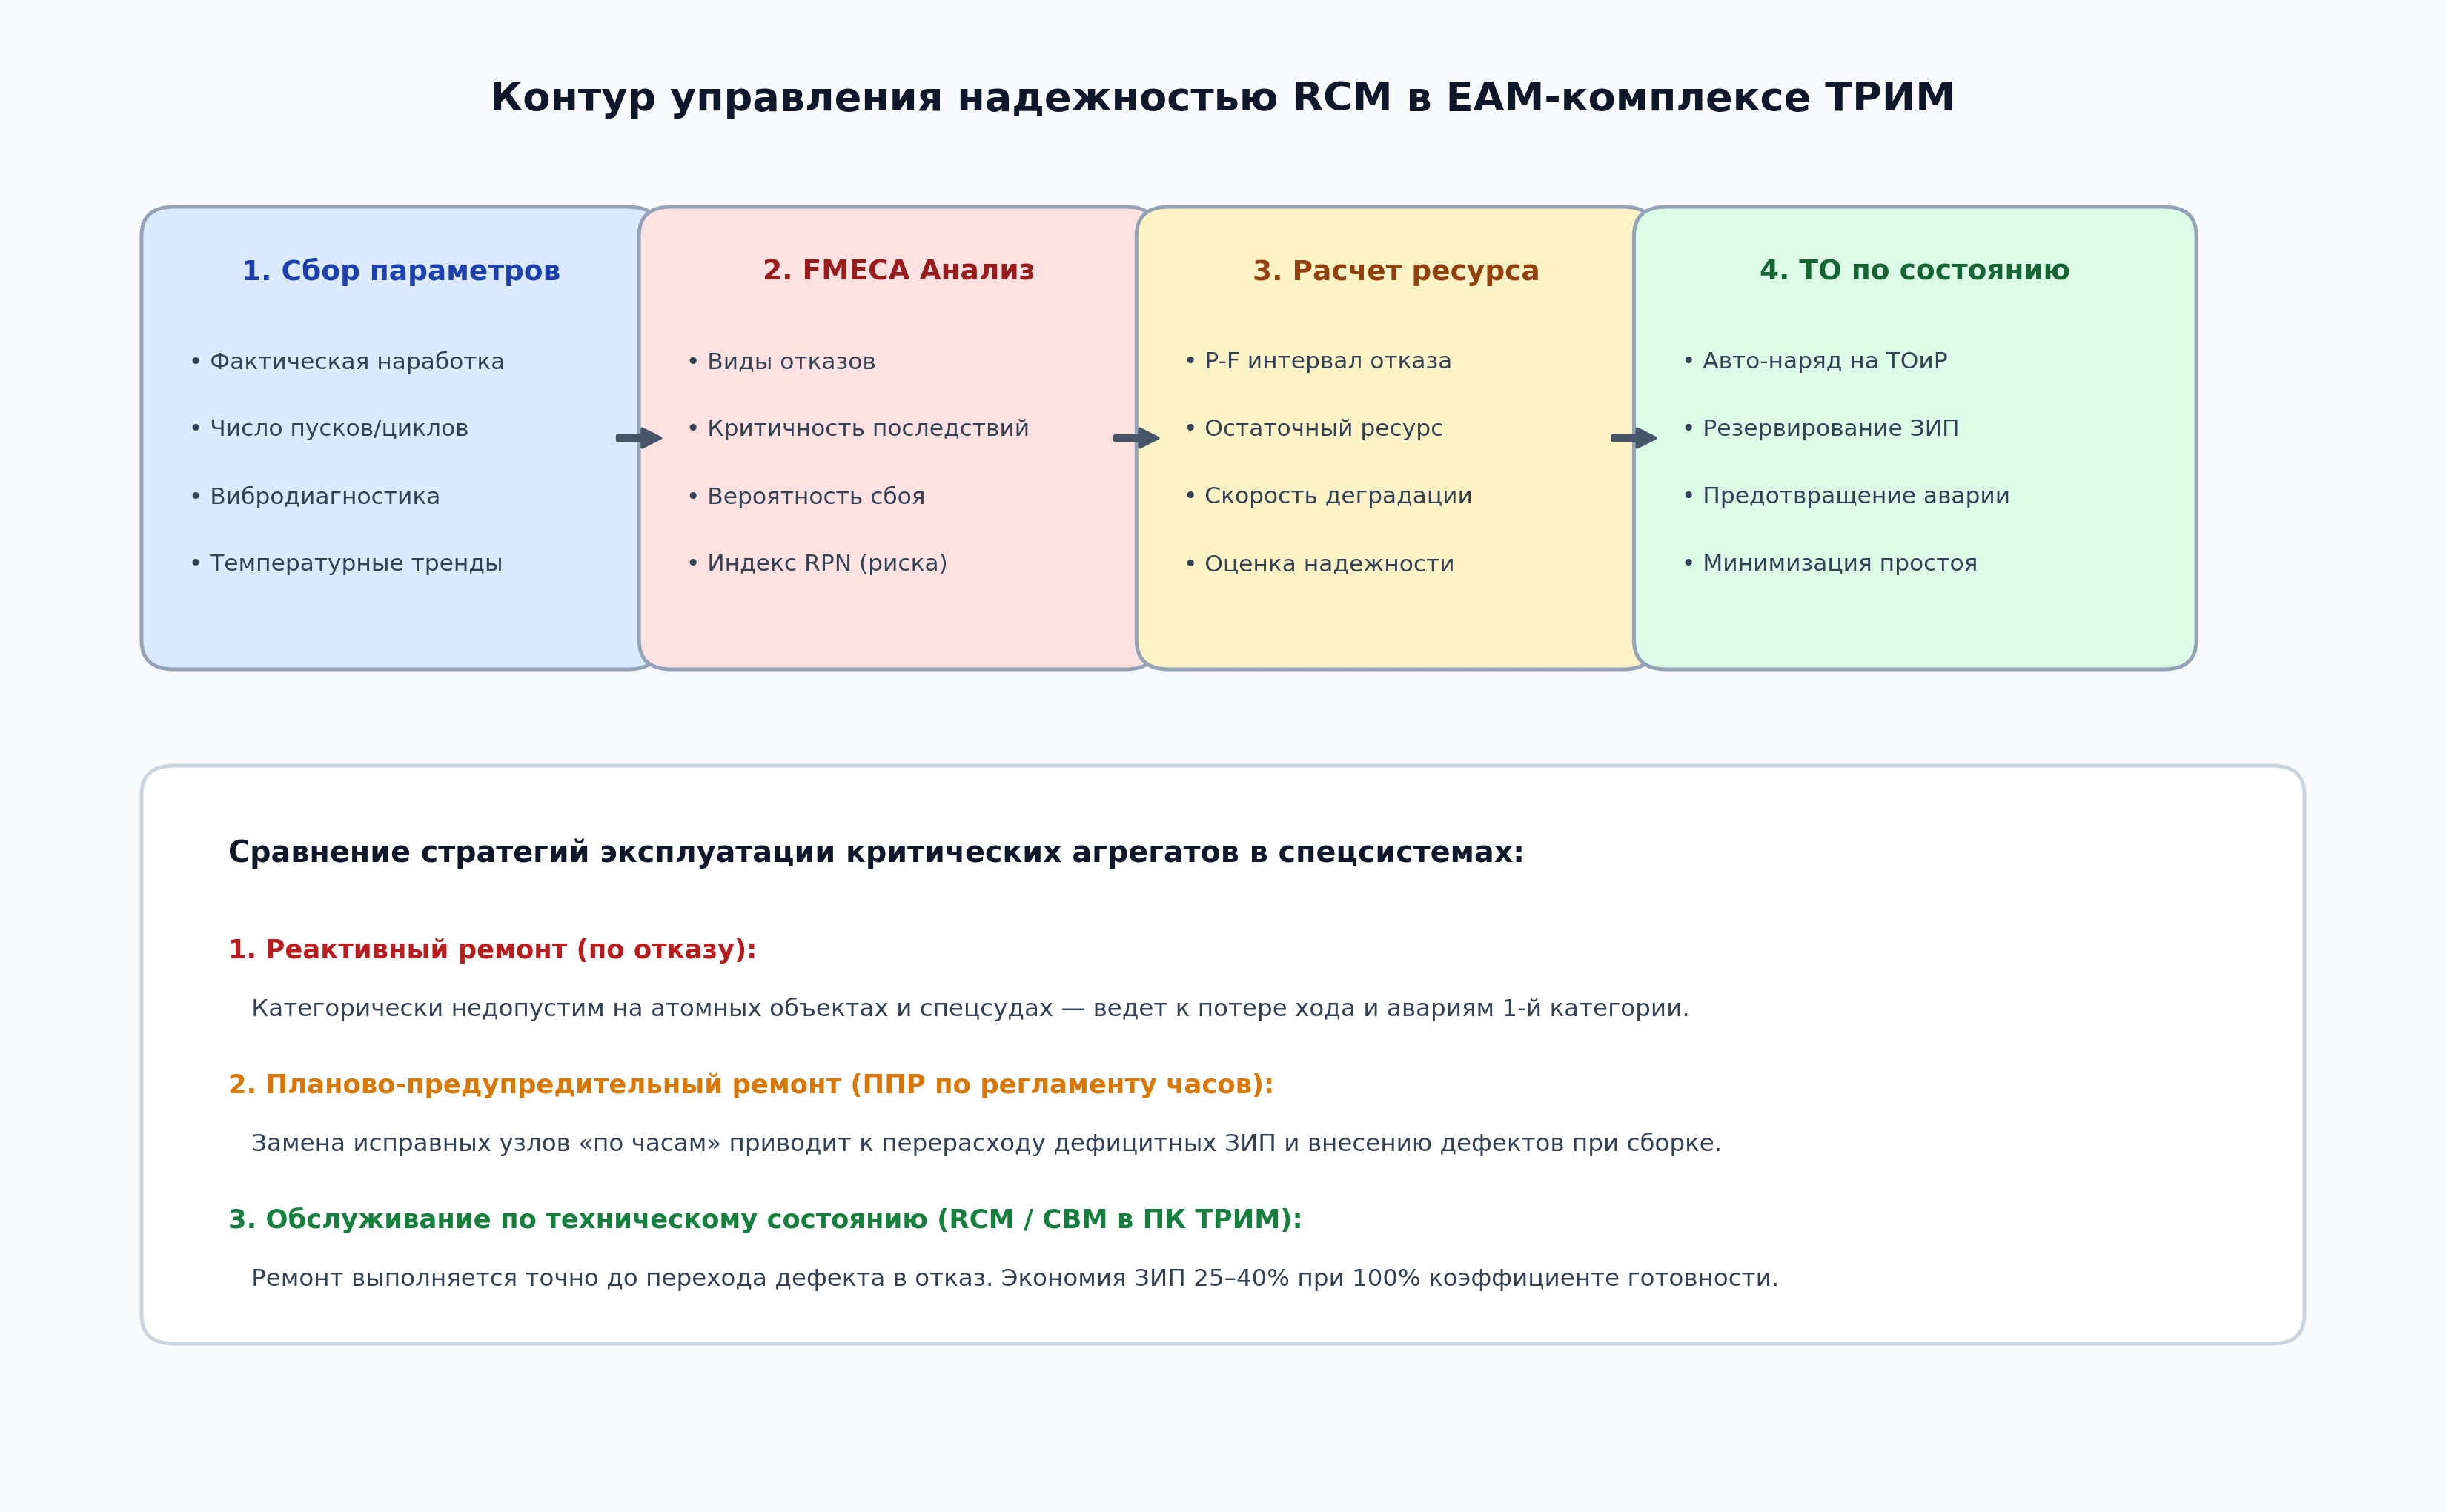 Контур управления надежностью RCM в EAM-комплексе ТРИМ
1. Сбор параметров
• Фактическая наработка
• Число пусков/циклов
• Вибродиагностика
• Температурные тренды
2. FMECA Анализ
• Виды отказов
• Критичность последствий
• Вероятность сбоя
• Индекс RPN (риска)
3. Расчет ресурса
• P-F интервал отказа
• Остаточный ресурс
• Скорость деградации
• Оценка надежности
4. ТО по состоянию
• Авто-наряд на ТОиР
• Резервирование ЗИП
• Предотвращение аварии
• Минимизация простоя
Сравнение стратегий эксплуатации критических агрегатов в спецсистемах:
1. Реактивный ремонт (по отказу):
Категорически недопустим на атомных объектах и спецсудах — ведет к потере хода и авариям 1-й категории.
2. Планово-предупредительный ремонт (ППР по регламенту часов):
Замена исправных узлов «по часам» приводит к перерасходу дефицитных ЗИП и внесению дефектов при сборке.
3. Обслуживание по техническому состоянию (RCM / CBM в ПК ТРИМ):
Ремонт выполняется точно до перехода дефекта в отказ. Экономия ЗИП 25–40% при 100% коэффициенте готовности.